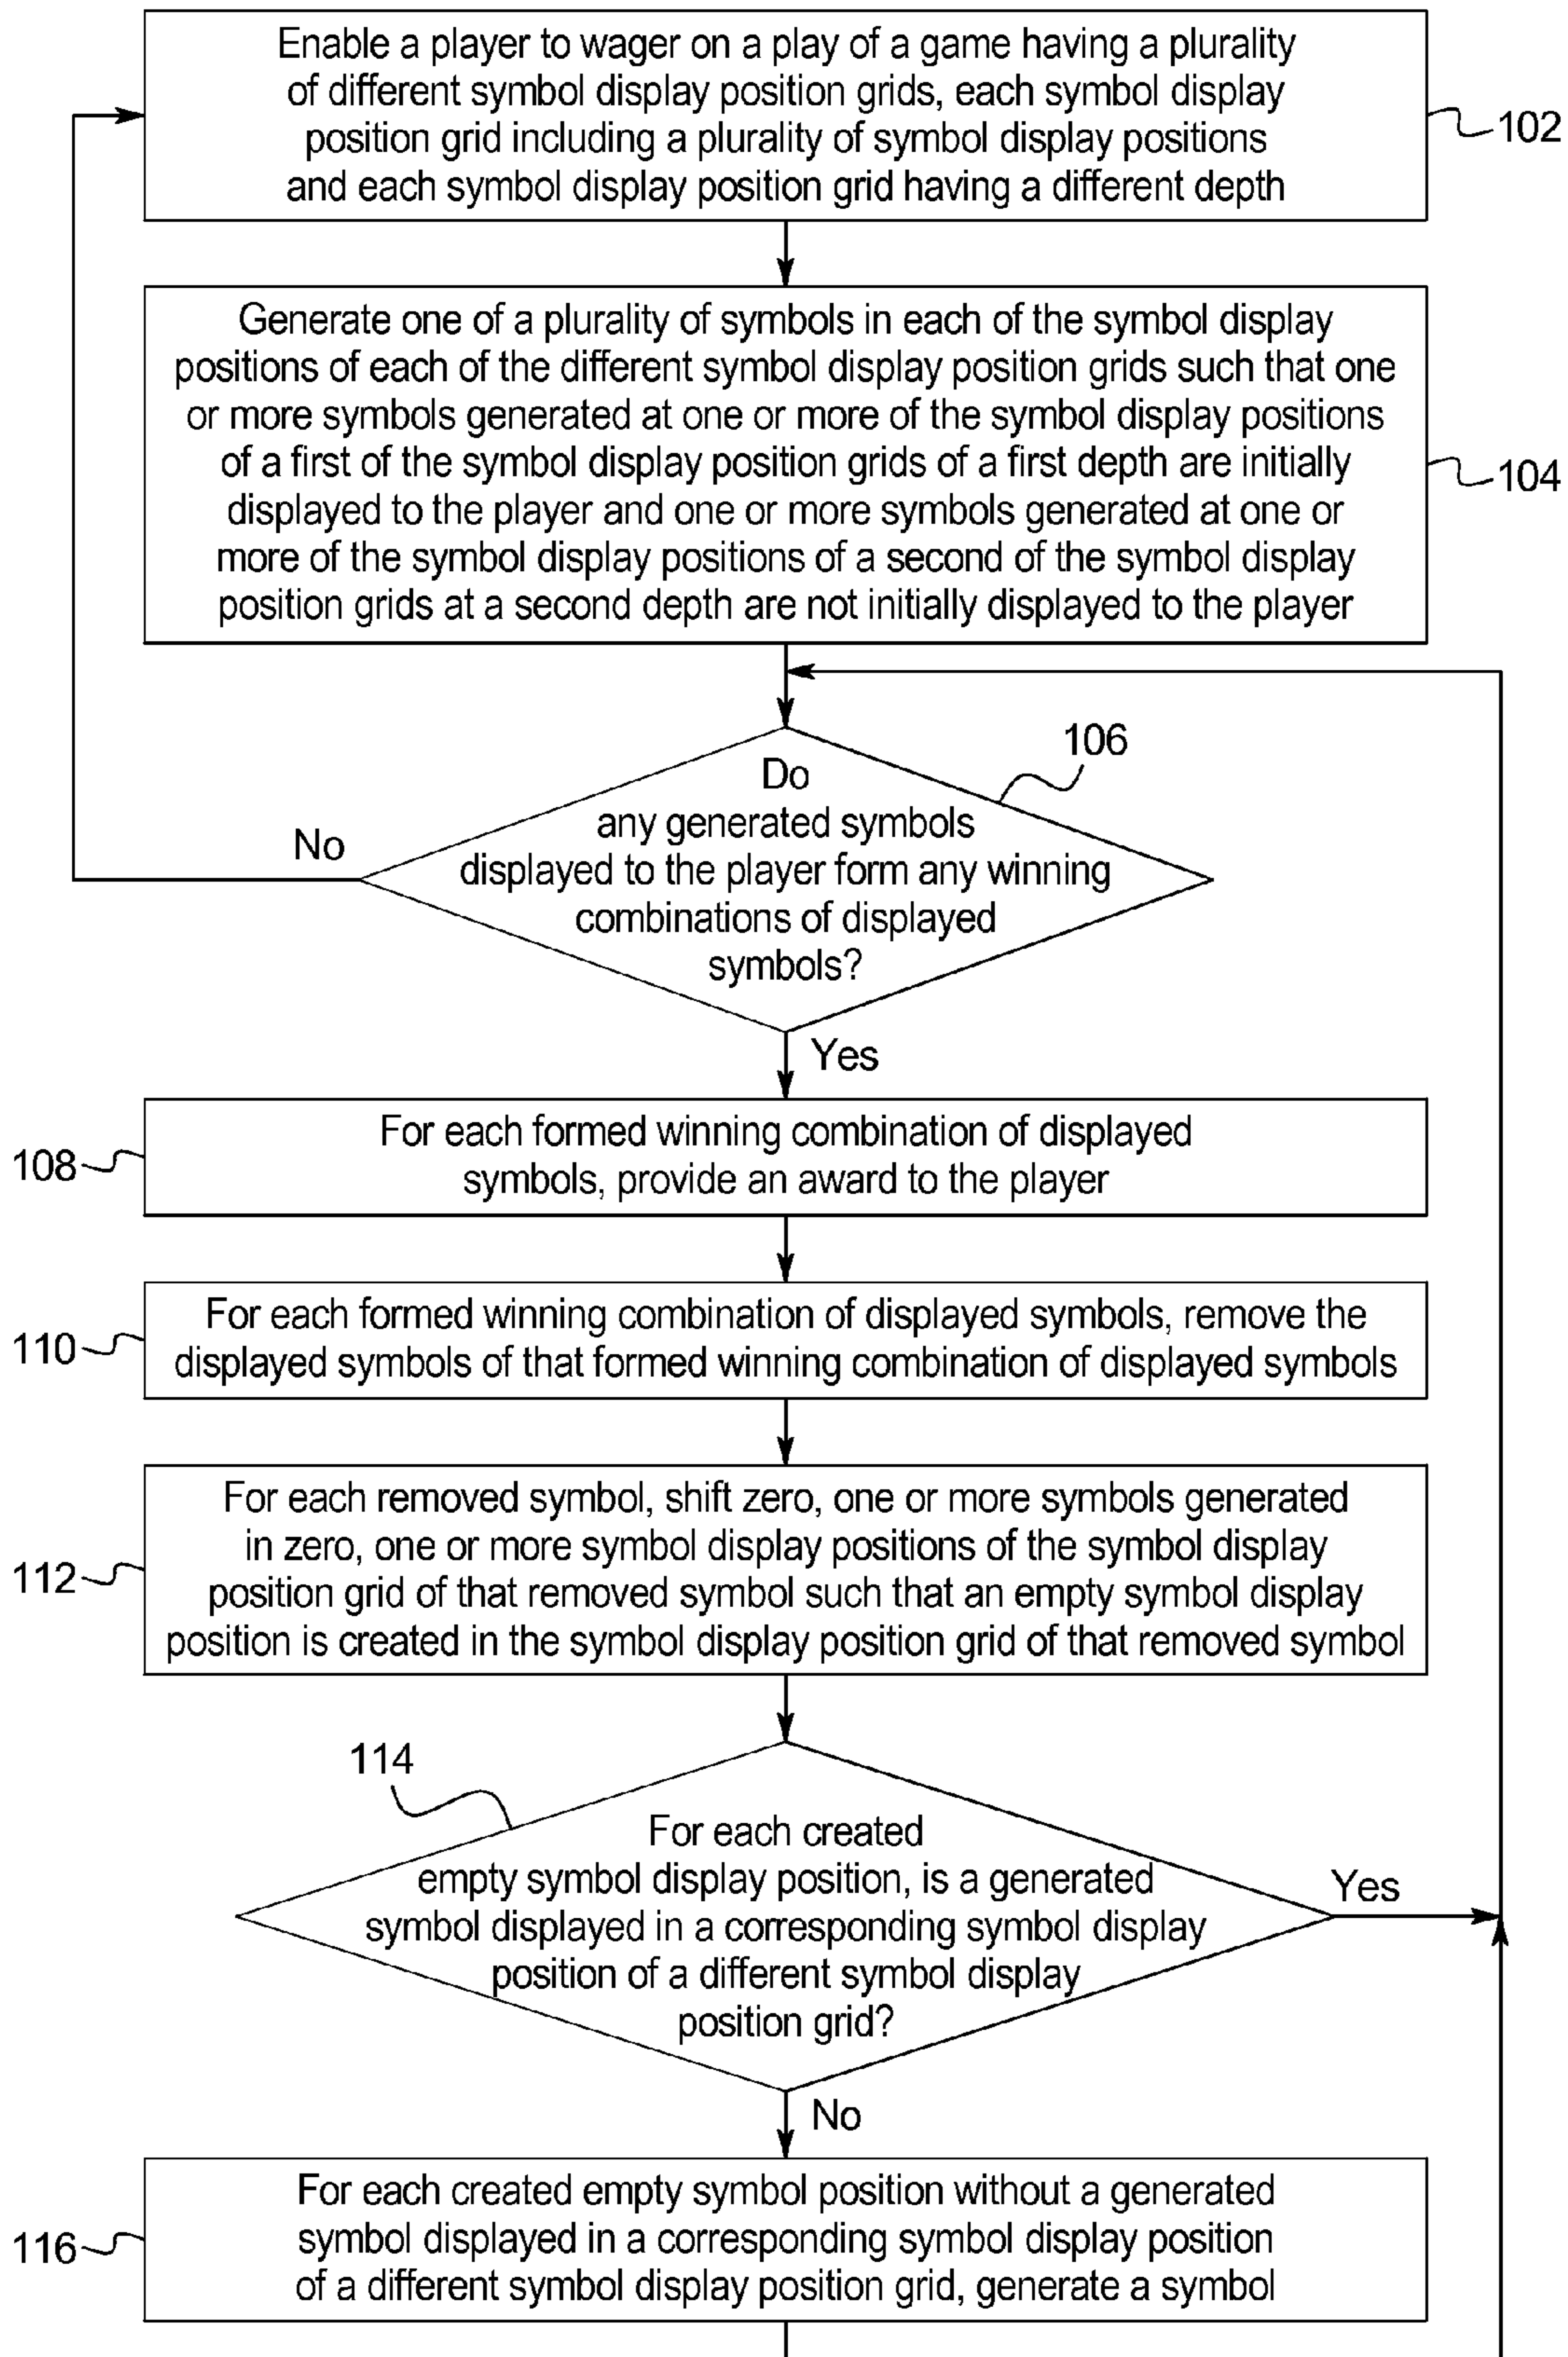 Enable a player to wager on a play of a game having a plurality
of different symbol display position grids, each symbol display
position grid including a plurality of symbol display positions
and each symbol display position grid having a different depth
102
Generate one of a plurality of symbols in each of the symbol display
positions of each of the different symbol display position grids such that one
or more symbols generated at one or more of the symbol display positions
of a first of the symbol display position grids of a first depth are initially
displayed to the player and one or more symbols generated at one or
more of the symbol display positions of a second of the symbol display
position grids at a second depth are not initially displayed to the player
104
106
Do
any generated symbols
displayed to the player form any winning
combinations of displayed
symbols?
No
Yes
For each formed winning combination of displayed
symbols, provide an award to the player
108
For each formed winning combination of displayed symbols, remove the
displayed symbols of that formed winning combination of displayed symbols
110
For each removed symbol, shift zero, one or more symbols generated
in zero, one or more symbol display positions of the symbol display
position grid of that removed symbol such that an empty symbol display
position is created in the symbol display position grid of that removed symbol
112
114
For each created
empty symbol display position, is a generated
symbol displayed in a corresponding symbol display
position of a different symbol display
position grid?
Yes
No
For each created empty symbol position without a generated
symbol displayed in a corresponding symbol display position
of a different symbol display position grid, generate a symbol
116